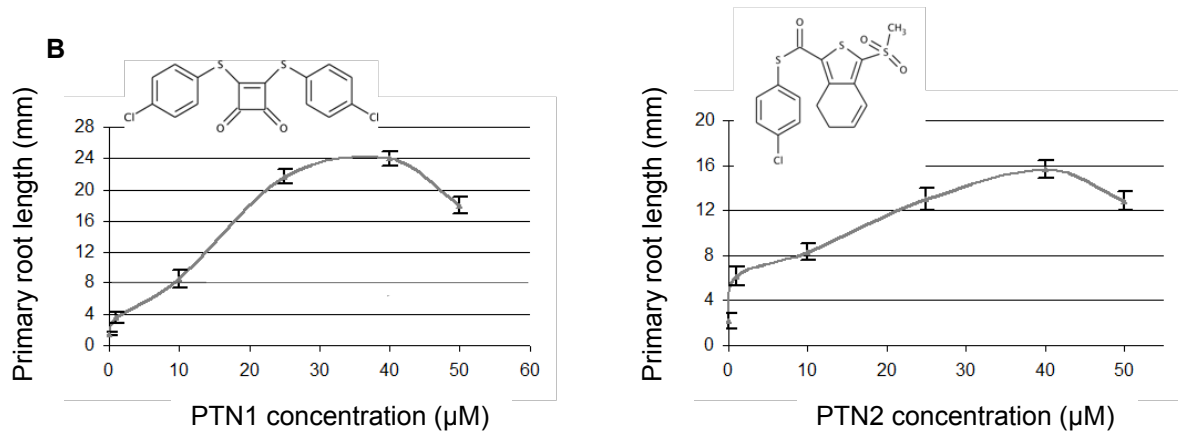 B
S
S
Cl
Cl
O
O
28
24
20
16
12
8
4
0
0 10 20 30 40 50 60
Primary root length (mm)
PTN1 concentration (µM)
O
S
O
CH₃
S
S
O
Cl
20
16
12
8
4
0
0 10 20 30 40 50
Primary root length (mm)
PTN2 concentration (µM)